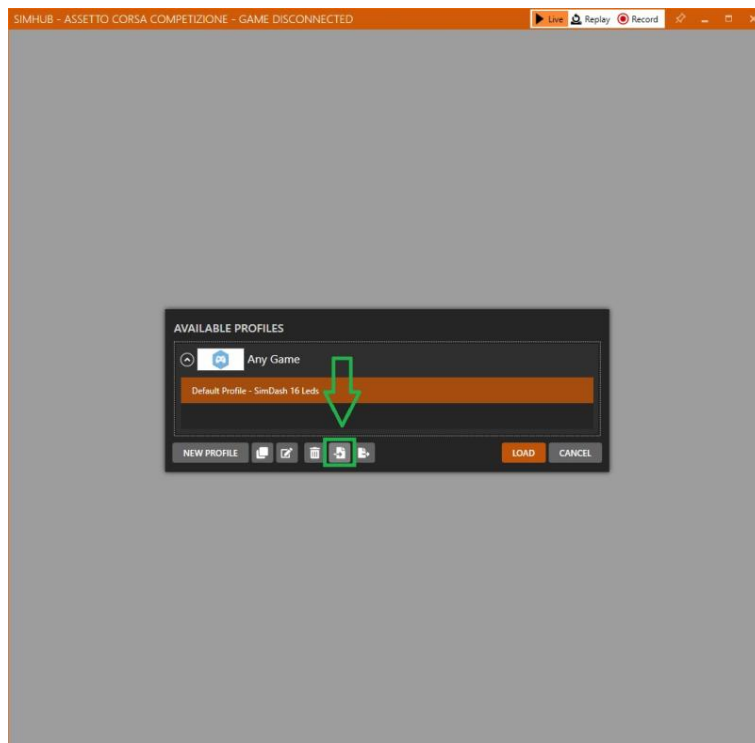 SIMHUB - ASSETTO CORSA COMPETIZIONE - GAME DISCONNECTED
Live Replay Record
AVAILABLE PROFILES
Any Game
Default Profile - SimDash 16 Leds
NEW PROFILE LOAD CANCEL